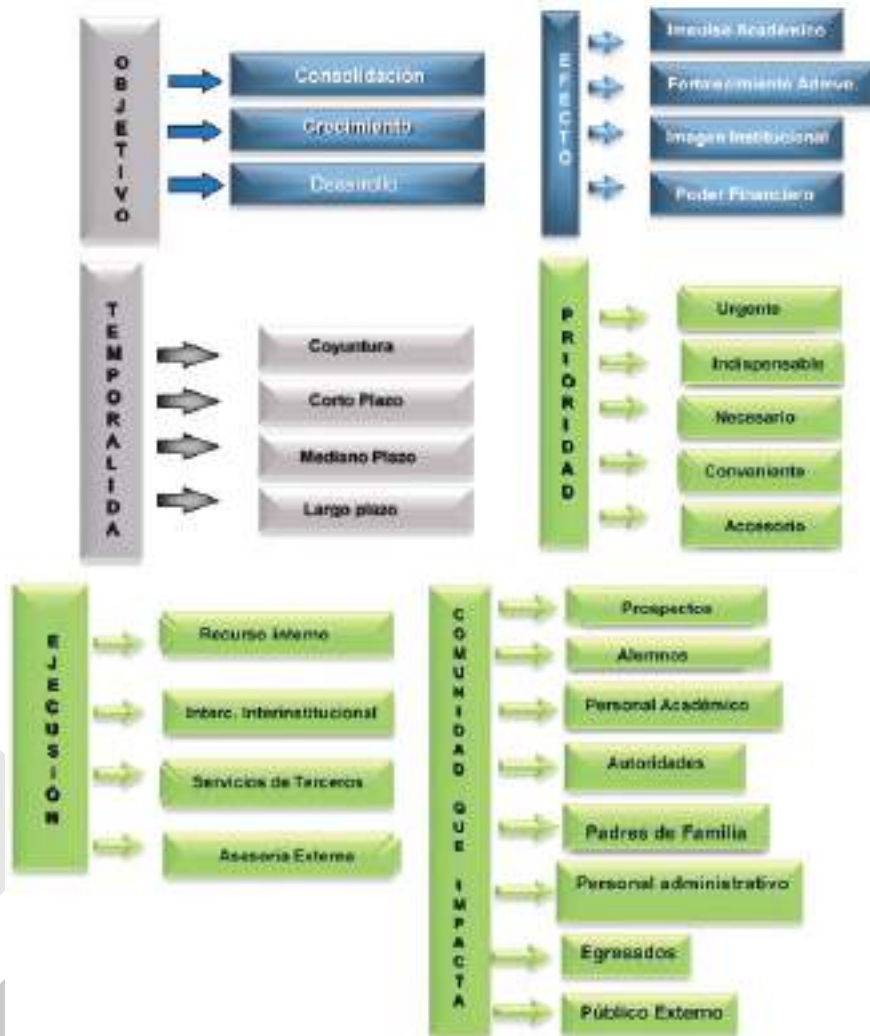 OBJETIVO
Consolidación
Crecimiento
Desarrollo
EFECTO
Impulso Académico
Fortalecimiento Admvo.
Imagen Institucional
Poder Financiero
TEMPORALIDA
Coyuntura
Corto Plazo
Mediano Plazo
Largo plazo
PRIORIDAD
Urgente
Indispensable
Necesario
Conveniente
Accesorio
EJECUSIÓN
Recurso interno
Interc. Interinstitucional
Servicios de Terceros
Asesoría Externa
COMUNIDAD QUE IMPACTA
Prospectos
Alumnos
Personal Académico
Autoridades
Padres de Familia
Personal administrativo
Egresados
Público Externo